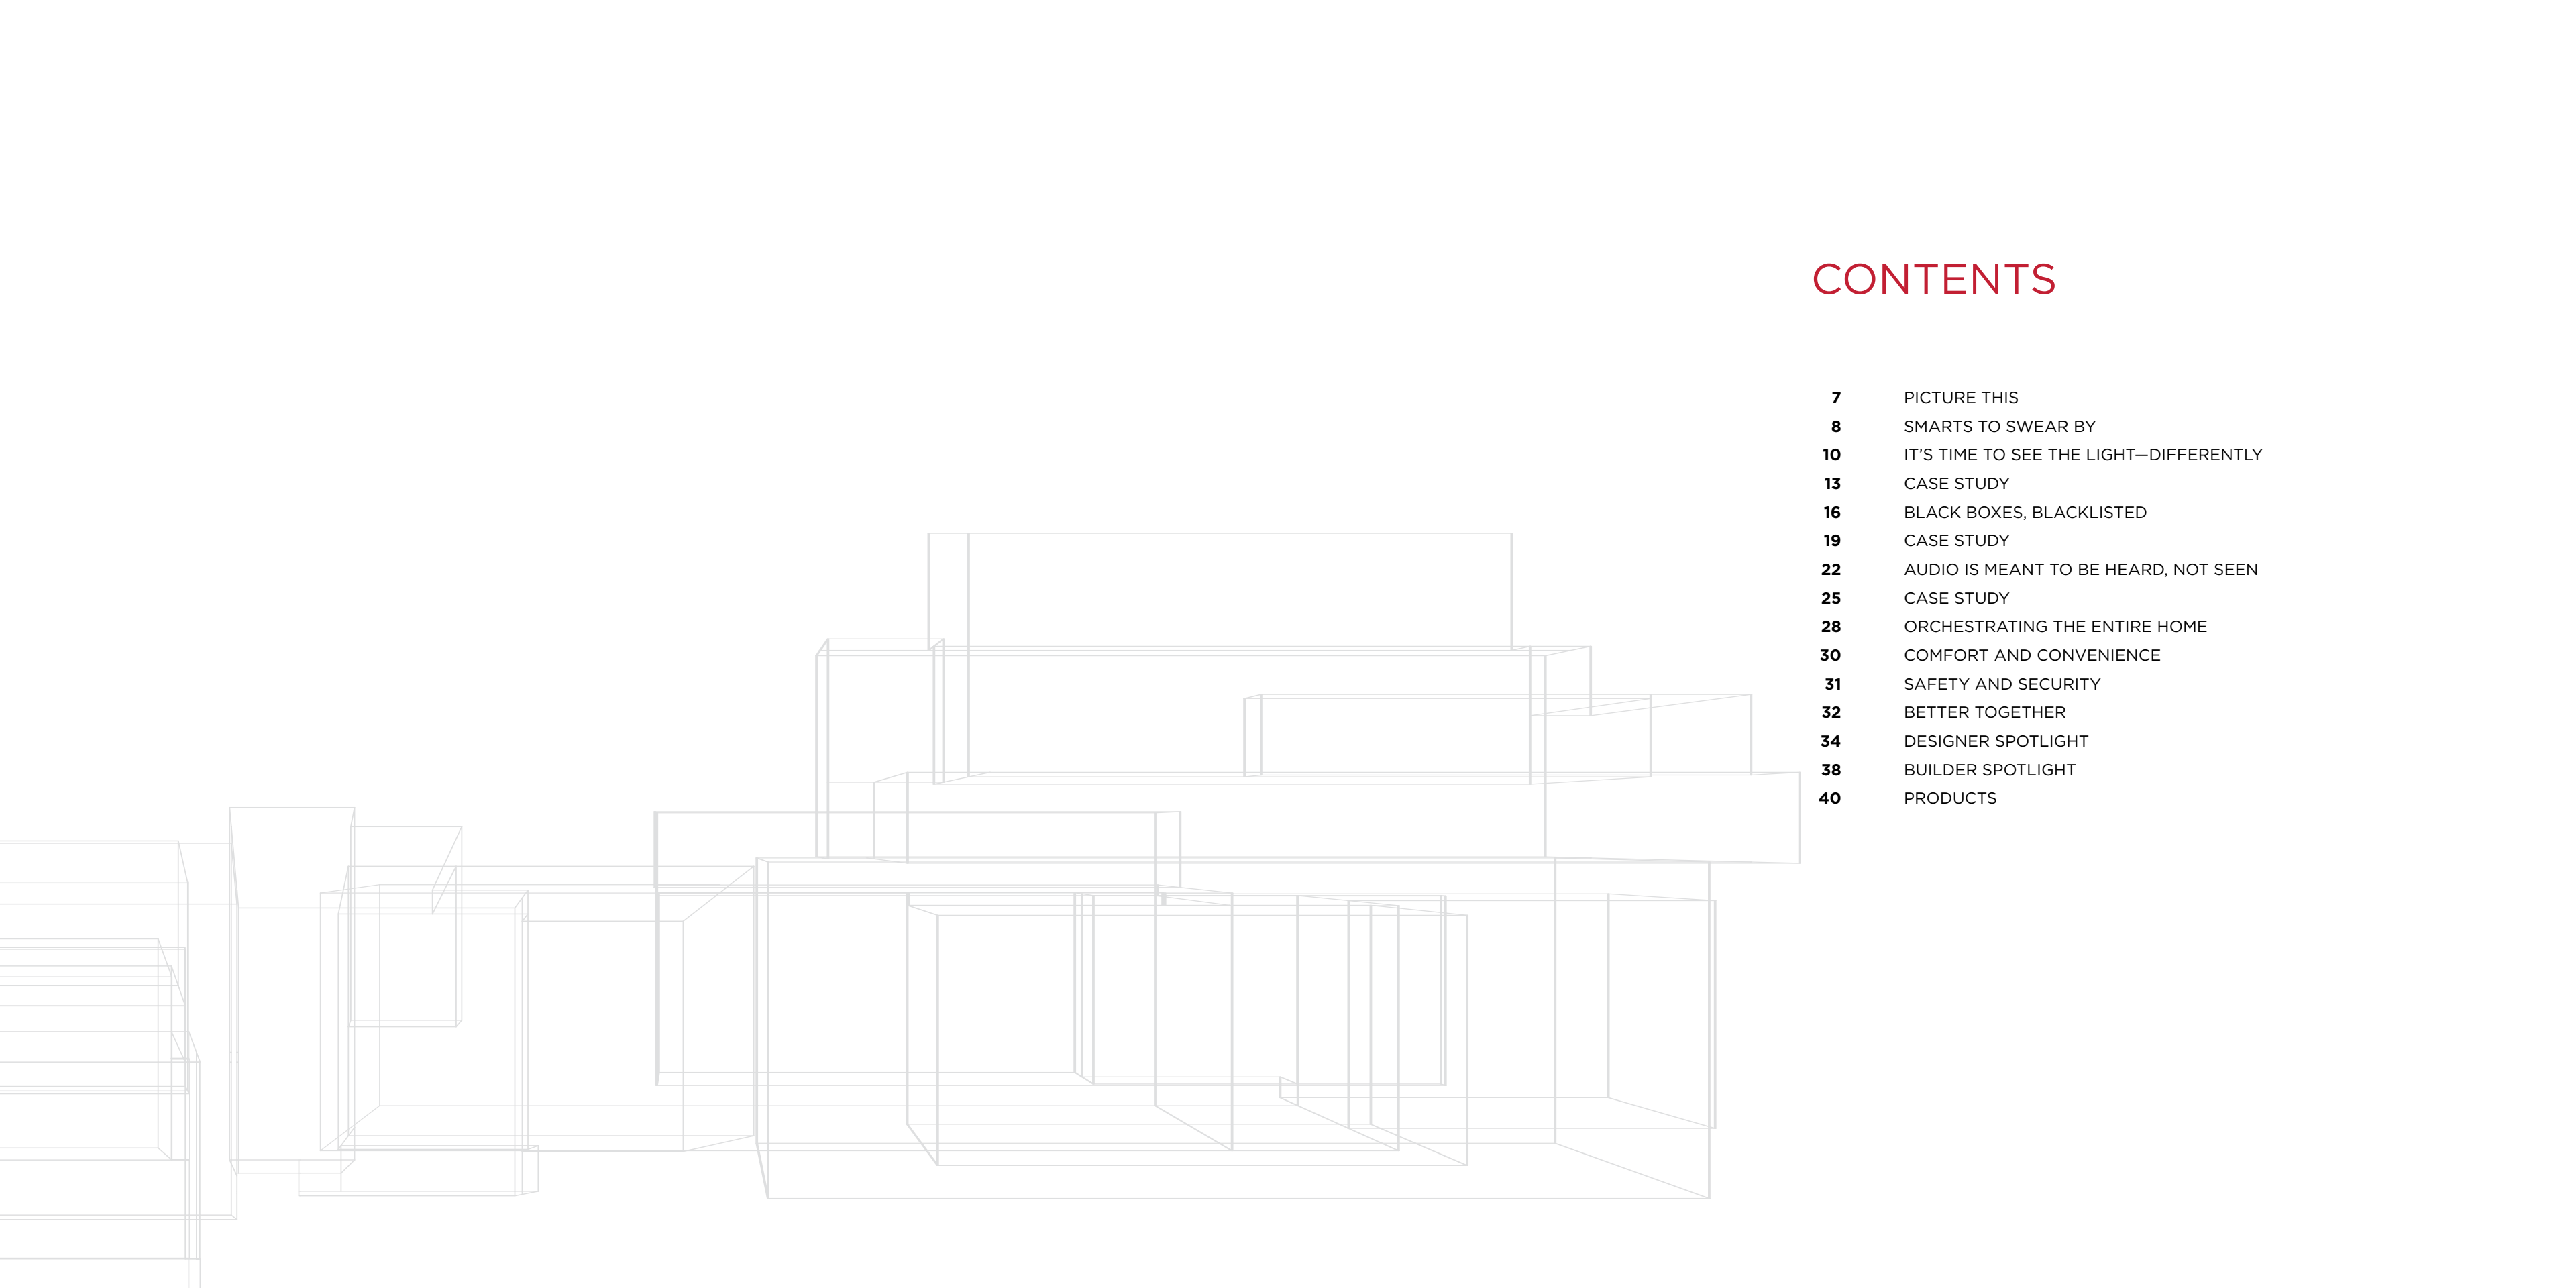 CONTENTS
7 PICTURE THIS
8 SMARTS TO SWEAR BY
10 IT’S TIME TO SEE THE LIGHT—DIFFERENTLY
13 CASE STUDY
16 BLACK BOXES, BLACKLISTED
19 CASE STUDY
22 AUDIO IS MEANT TO BE HEARD, NOT SEEN
25 CASE STUDY
28 ORCHESTRATING THE ENTIRE HOME
30 COMFORT AND CONVENIENCE
31 SAFETY AND SECURITY
32 BETTER TOGETHER
34 DESIGNER SPOTLIGHT
38 BUILDER SPOTLIGHT
40 PRODUCTS